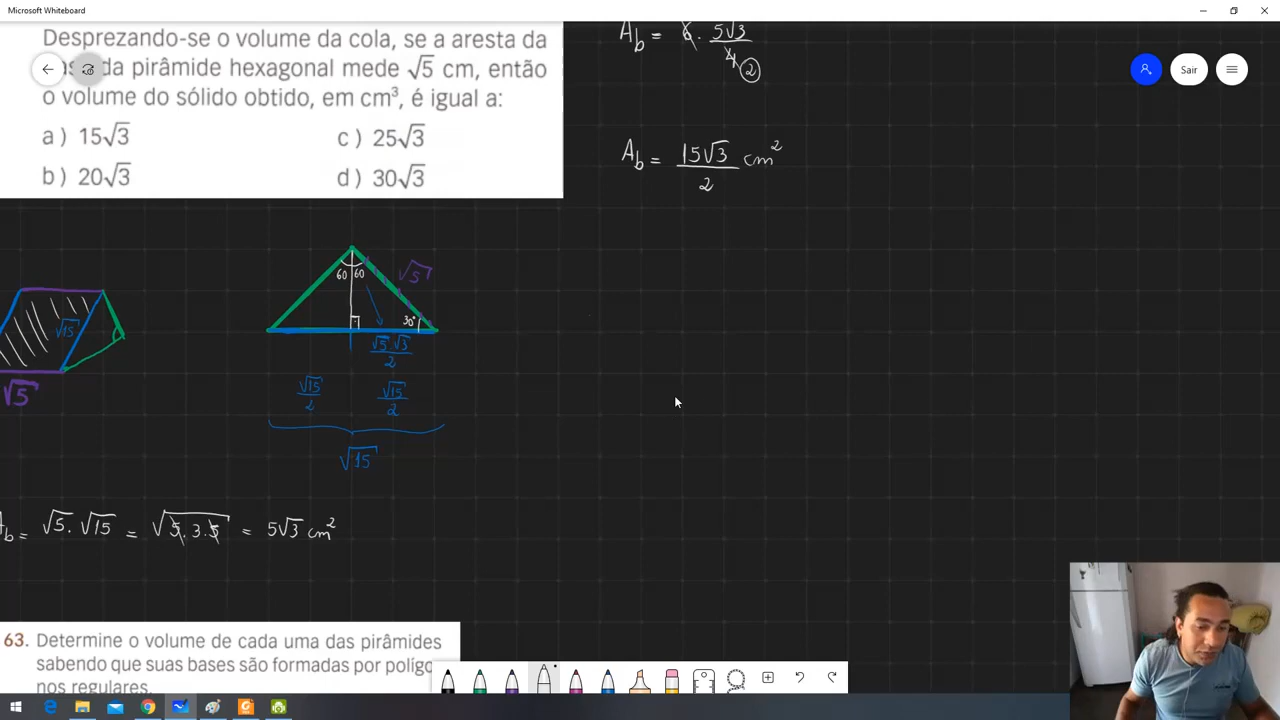 Microsoft Whiteboard
Desprezando-se o volume da cola, se a aresta da
da pirâmide hexagonal mede √5 cm, então
o volume do sólido obtido, em cm³, é igual a:
a) 15√3
c) 25√3
b) 20√3
d) 30√3
Sair
A_b = 6 · 5√3/4 2
A_b = 15√3/2 cm²
60 60
√5
30°
√5·√3/2
√15
√5
√15/2 √15/2
√15
A_b = √5 · √15 = √5·3·5 = 5√3 cm²
63. Determine o volume de cada uma das pirâmides
sabendo que suas bases são formadas por políg
nos regulares.